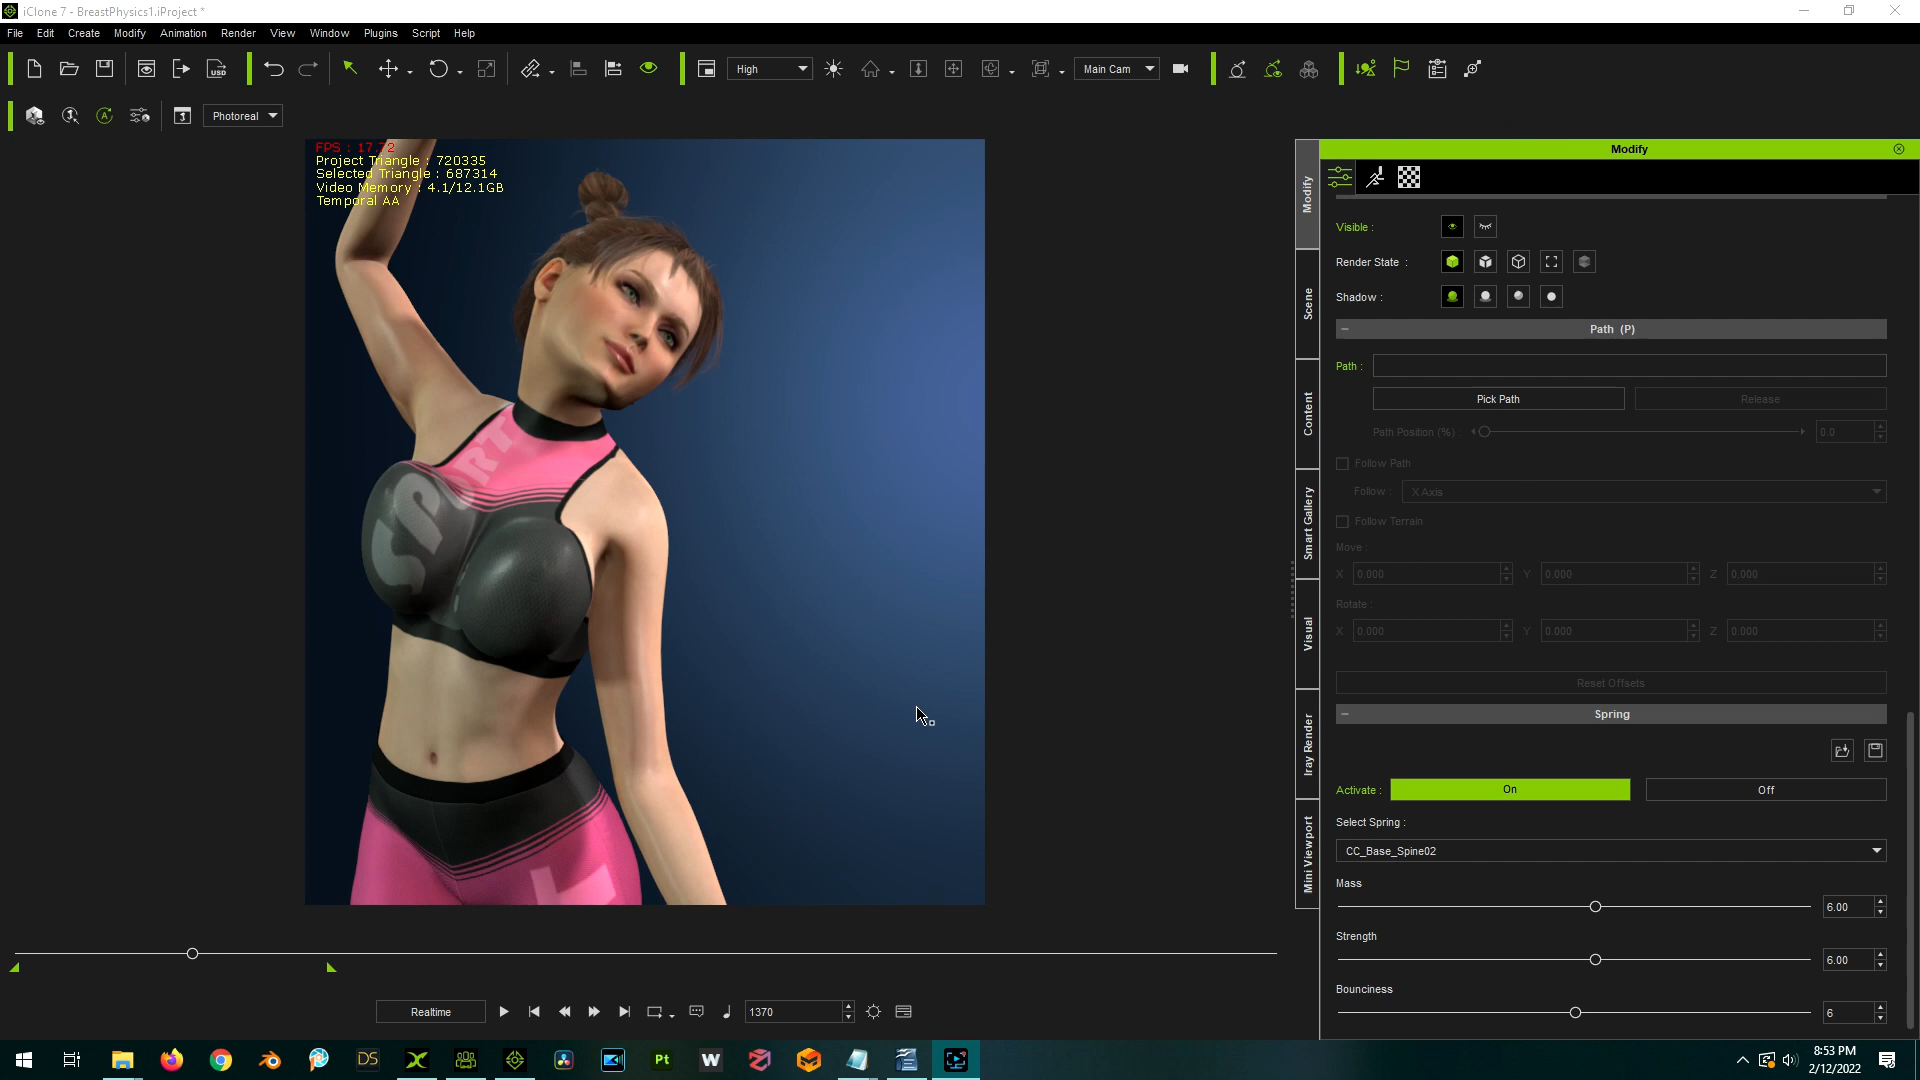 iClone 7 - BreastPhysics1.iProject *
File Edit Create Modify Animation Render View Window Plugins Script Help
USD
High
Main Cam
Photoreal
FPS : 17.72
Project Triangle : 720335
Selected Triangle : 687314
Video Memory : 4.1/12.1GB
Temporal AA
SPORT
Modify
Scene
Content
Smart Gallery
Visual
Iray Render
Mini Viewport
Modify
Visible :
Render State :
Shadow :
Path (P)
Path :
Pick Path Release
Path Position (%) : 0.0
Follow Path
Follow : X Axis
Follow Terrain
Move :
X 0.000 Y 0.000 Z 0.000
Rotate :
X 0.000 Y 0.000 Z 0.000
Reset Offsets
Spring
Activate : On Off
Select Spring :
CC_Base_Spine02
Mass
6.00
Strength
6.00
Bounciness
6
Realtime 1370
DS Pt W
8:53 PM
2/12/2022